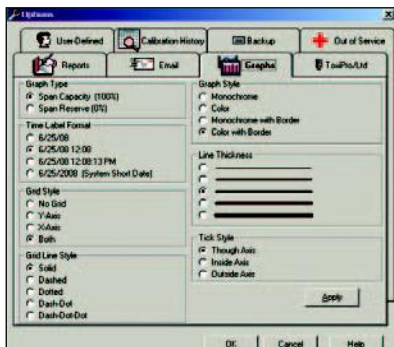 Options
User-Defined
Calibration History
Backup
Out of Service
Reports
Email
Graphs
ToxiPro/Ltd
Graph Type
Span Capacity (100%)
Span Reserve (0%)
Time Label Format
6/25/08
6/25/08 12:08
6/25/08 12:08:13 PM
6/25/2008 (System Short Date)
Grid Style
No Grid
Y-Axis
X-Axis
Both
Grid Line Style
Solid
Dashed
Dotted
Dash-Dot
Dash-Dot-Dot
Graph Style
Monochrome
Color
Monochrome with Border
Color with Border
Line Thickness
Tick Style
Though Axis
Inside Axis
Outside Axis
Apply
OK
Cancel
Help